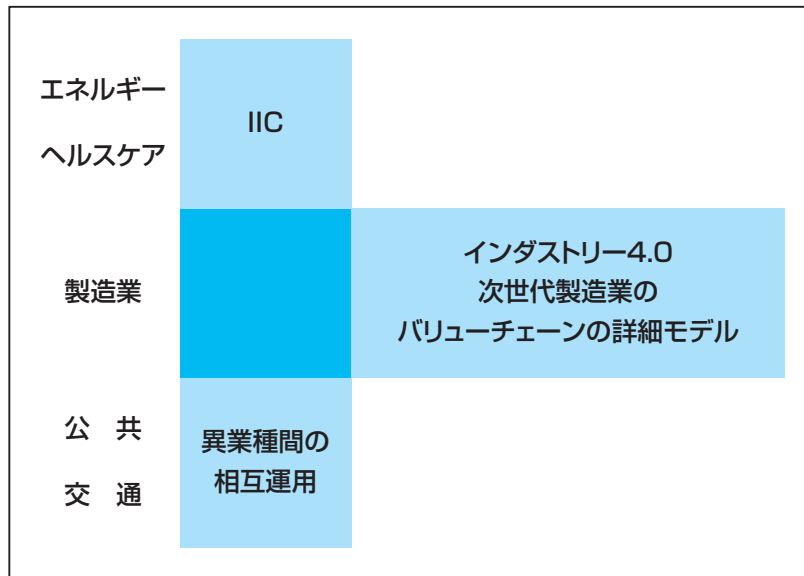 エネルギー
ヘルスケア
IIC
製造業
インダストリー4.0
次世代製造業の
バリューチェーンの詳細モデル
公 共
交 通
異業種間の
相互運用